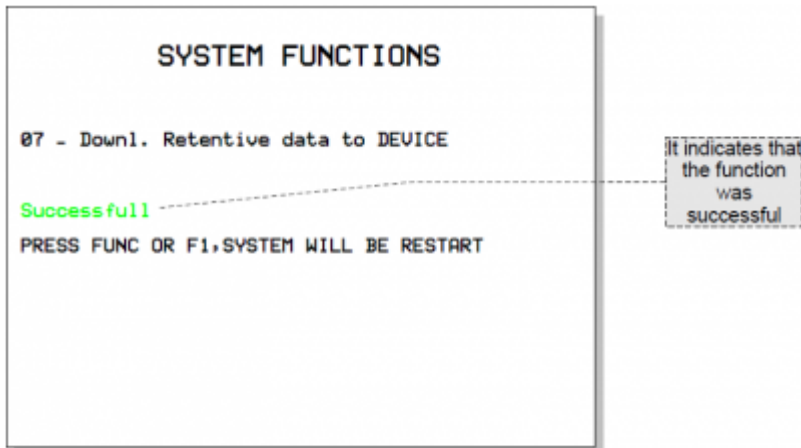 SYSTEM FUNCTIONS
07 - Downl. Retentive data to DEVICE
Successfull
PRESS FUNC OR F1,SYSTEM WILL BE RESTART
It indicates that
the function
was
successful